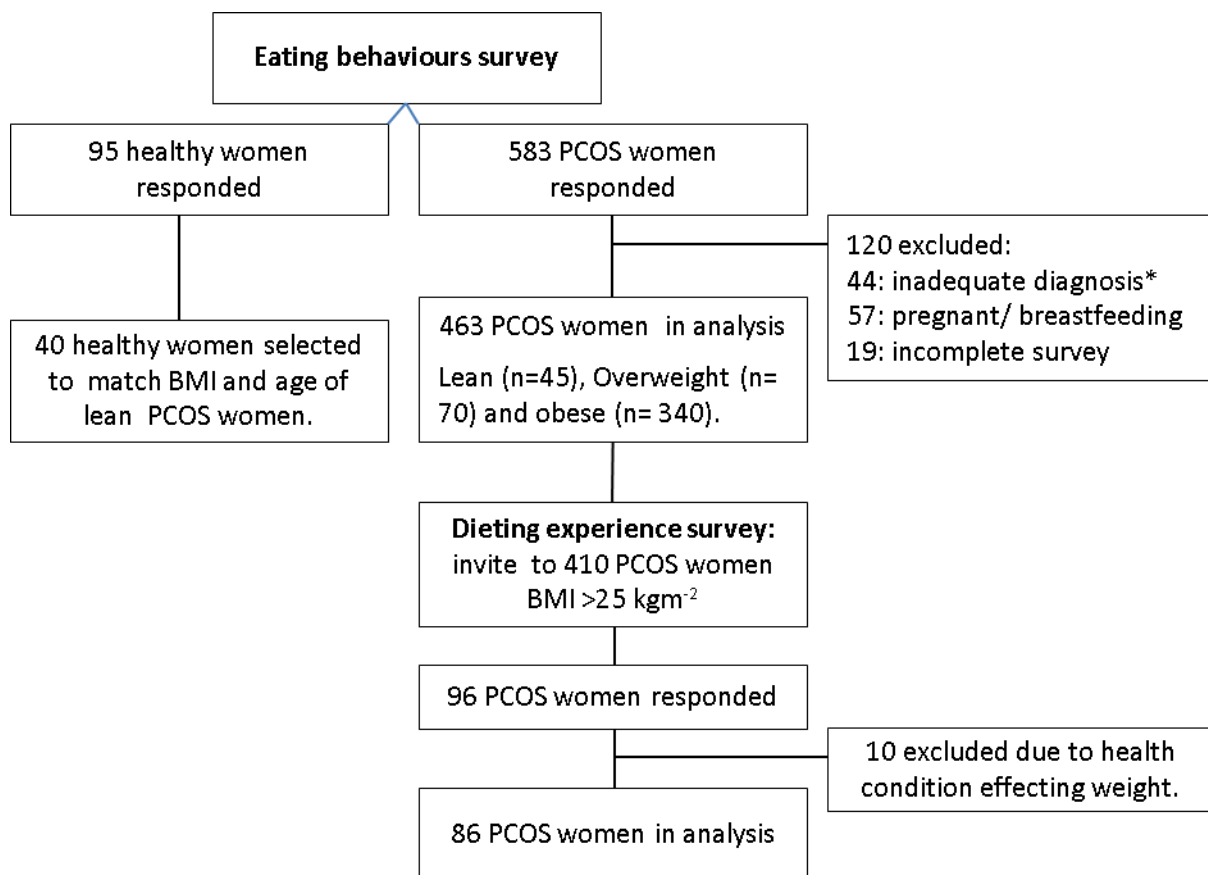 Eating behaviours survey
95 healthy women
responded
583 PCOS women
responded
120 excluded:
44: inadequate diagnosis*
57: pregnant/ breastfeeding
19: incomplete survey
40 healthy women selected
to match BMI and age of
lean PCOS women.
463 PCOS women in analysis
Lean (n=45), Overweight (n=
70) and obese (n= 340).
Dieting experience survey:
invite to 410 PCOS women
BMI >25 kgm⁻²
96 PCOS women responded
10 excluded due to health
condition effecting weight.
86 PCOS women in analysis